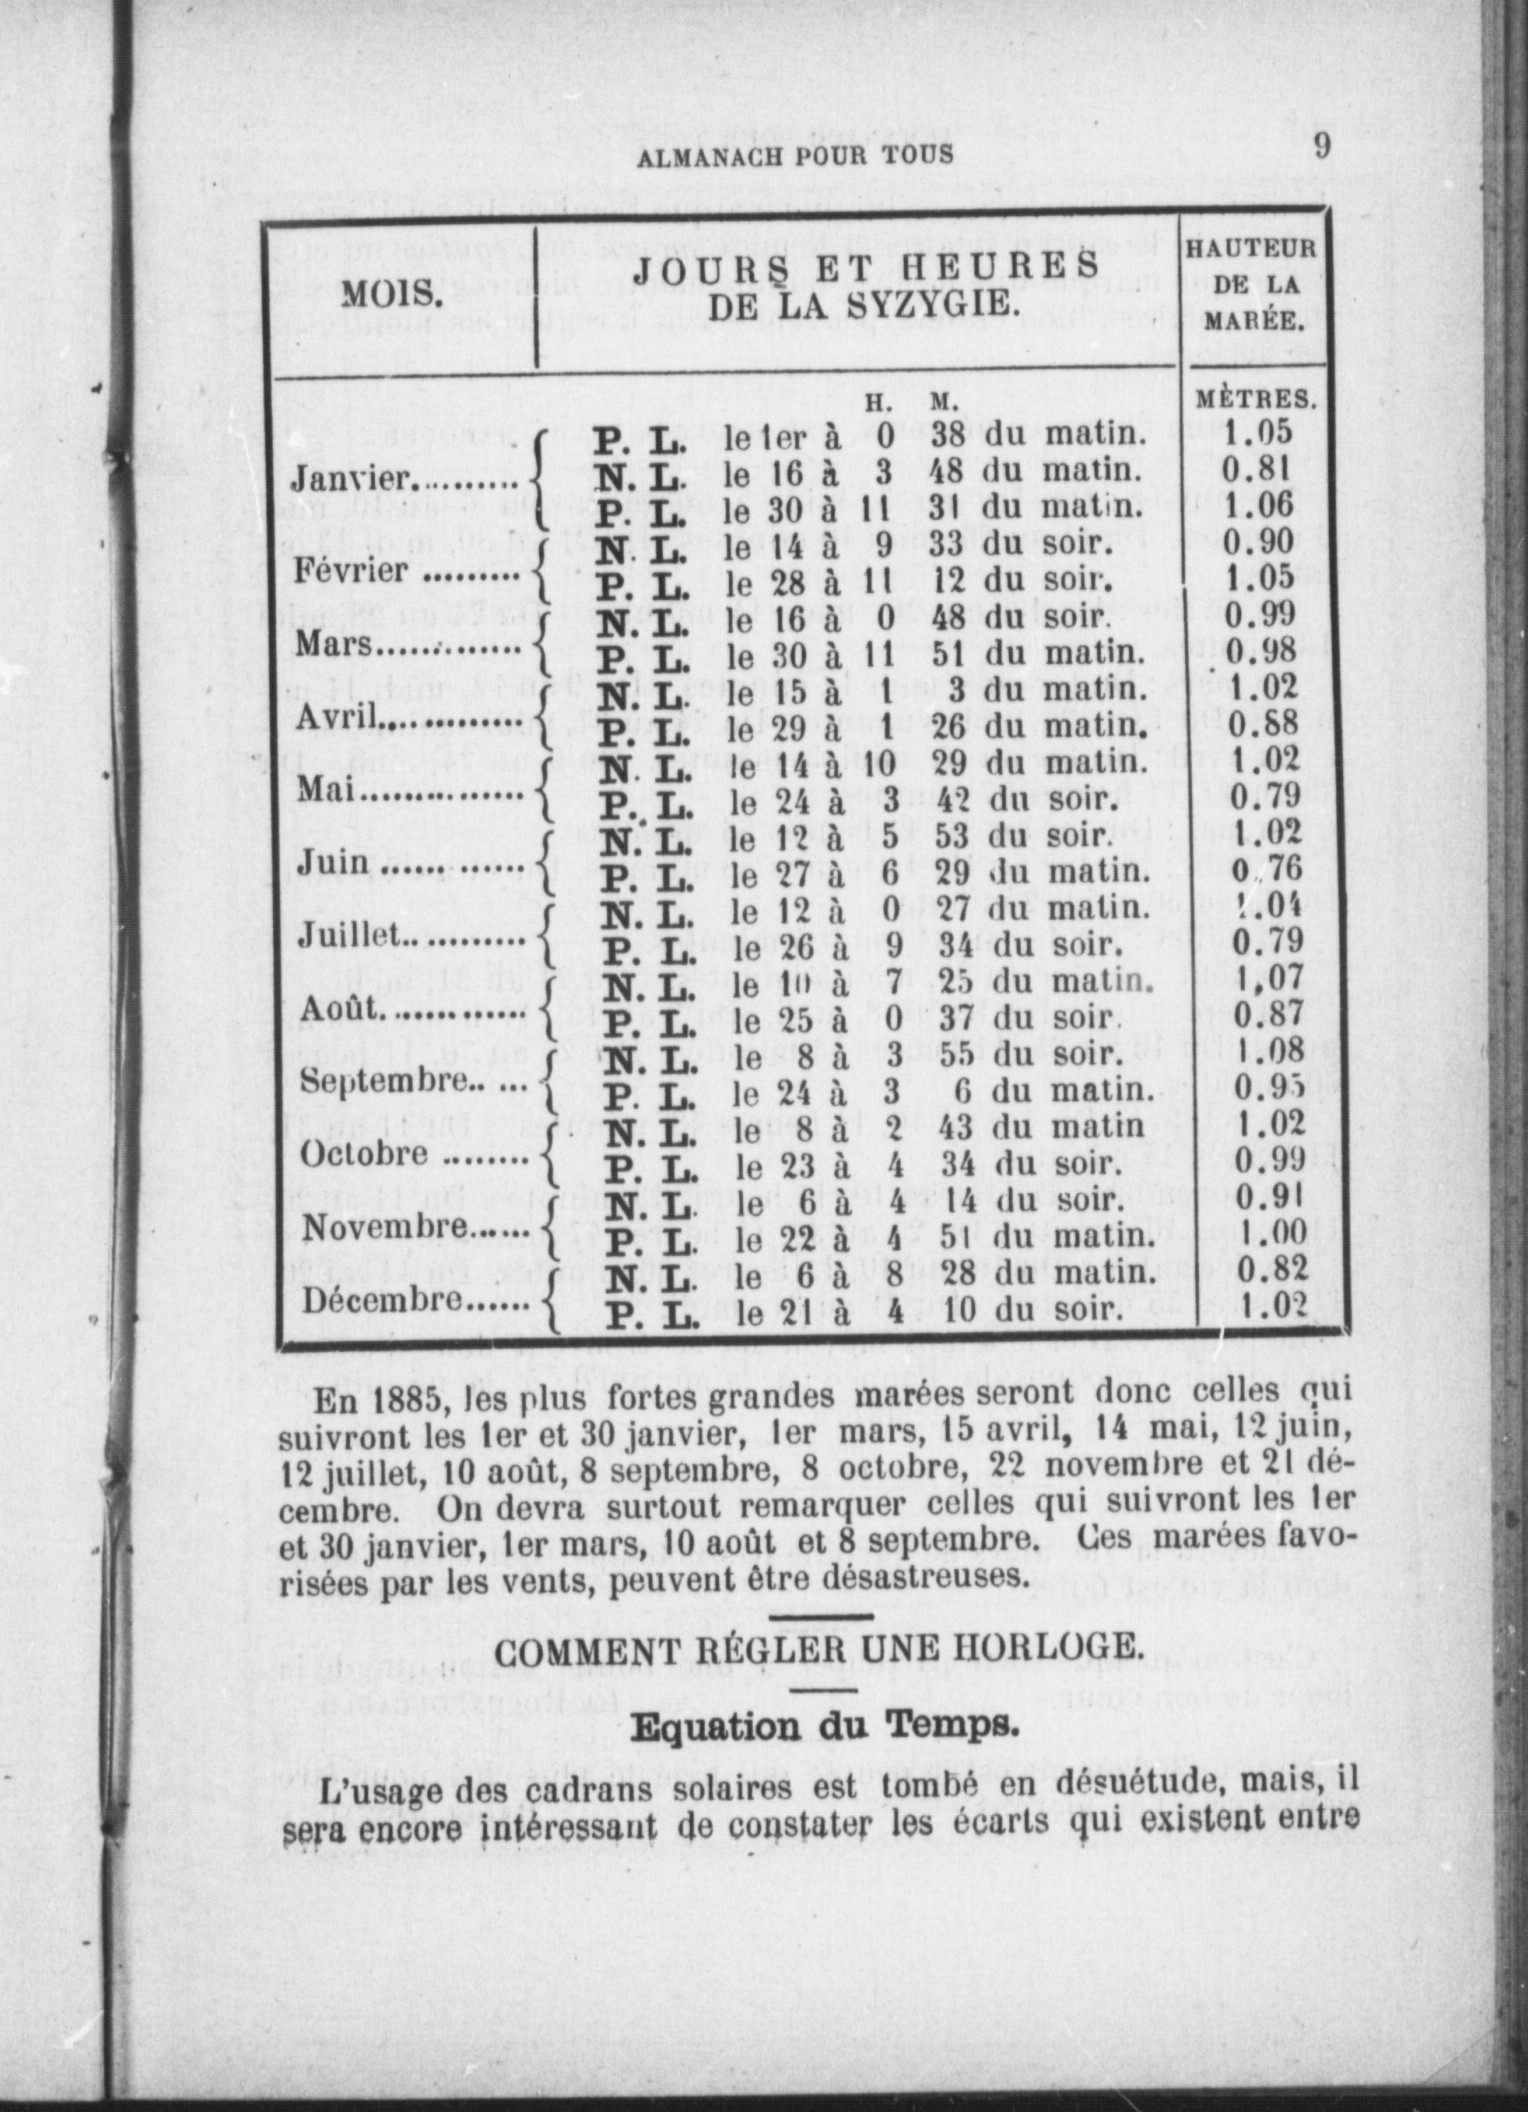 ALMANACH POUR TOUS 9
MOIS. JOURS ET HEURES DE LA SYZYGIE. HAUTEUR DE LA MARÉE.
H. M. MÈTRES.
Janvier........... P. L. le 1er à 0 38 du matin. 1.05
N. L. le 16 à 3 48 du matin. 0.81
P. L. le 30 à 11 31 du matin. 1.06
Février ......... N. L. le 14 à 9 33 du soir. 0.90
P. L. le 28 à 11 12 du soir. 1.05
Mars............. N. L. le 16 à 0 48 du soir. 0.99
P. L. le 30 à 11 51 du matin. 0.98
Avril............. N. L. le 15 à 1 3 du matin. 1.02
P. L. le 29 à 1 26 du matin. 0.88
Mai............... N. L. le 14 à 10 29 du matin. 1.02
P. L. le 24 à 3 42 du soir. 0.79
Juin ...... ...... N. L. le 12 à 5 53 du soir. 1.02
P. L. le 27 à 6 29 du matin. 0.76
Juillet.. ......... N. L. le 12 à 0 27 du matin. 1.04
P. L. le 26 à 9 34 du soir. 0.79
Août. ............ N. L. le 10 à 7 25 du matin. 1,07
P. L. le 25 à 0 37 du soir. 0.87
Septembre.. ... N. L. le 8 à 3 55 du soir. 1.08
P. L. le 24 à 3 6 du matin. 0.95
Octobre ........ N. L. le 8 à 2 43 du matin 1.02
P. L. le 23 à 4 34 du soir. 0.99
Novembre...... N. L. le 6 à 4 14 du soir. 0.91
P. L. le 22 à 4 51 du matin. 1.00
Décembre...... N. L. le 6 à 8 28 du matin. 0.82
P. L. le 21 à 4 10 du soir. 1.02
En 1885, les plus fortes grandes marées seront donc celles qui
suivront les 1er et 30 janvier, 1er mars, 15 avril, 14 mai, 12 juin,
12 juillet, 10 août, 8 septembre, 8 octobre, 22 novembre et 21 dé-
cembre. On devra surtout remarquer celles qui suivront les 1er
et 30 janvier, 1er mars, 10 août et 8 septembre. Ces marées favo-
risées par les vents, peuvent être désastreuses.
COMMENT RÉGLER UNE HORLOGE.
Equation du Temps.
L'usage des cadrans solaires est tombé en désuétude, mais, il
sera encore intéressant de constater les écarts qui existent entre